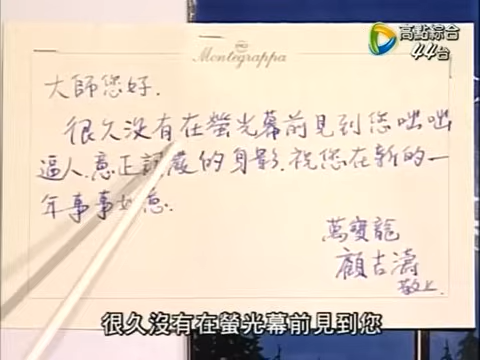 高點綜合
44台
Montegrappa
大師您好.
很久沒有在螢光幕前見到您咄咄
逼人.意正詞嚴的身影.祝您在新的一
年事事如意.
萬寶龍
顧古濤
敬上.
很久沒有在螢光幕前見到您